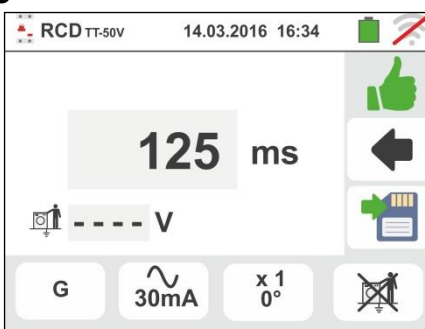 RCD TT-50V 14.03.2016 16:34
125 ms
- - - - V
G
30mA
x 1
0°